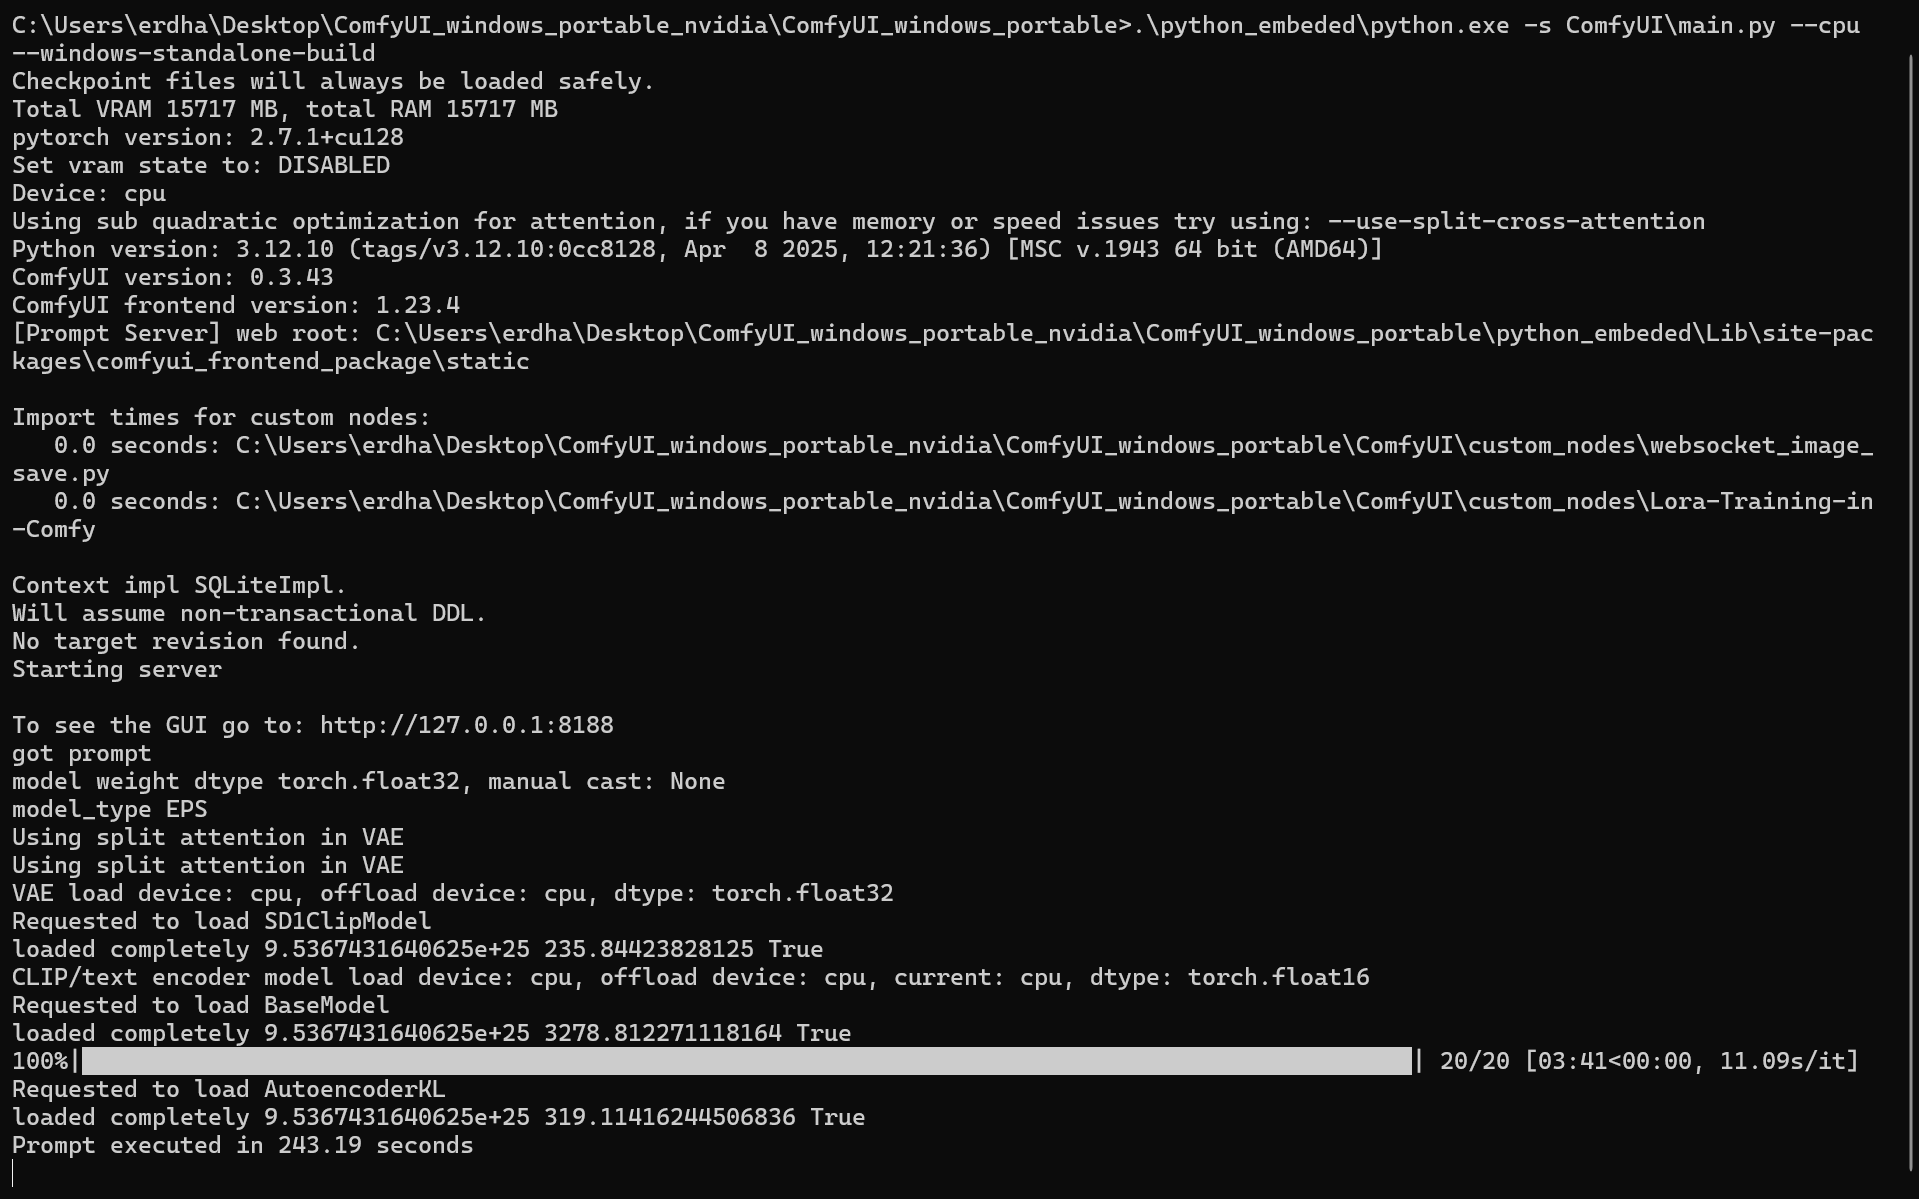 C:\Users\erdha\Desktop\ComfyUI_windows_portable_nvidia\ComfyUI_windows_portable>.\python_embeded\python.exe -s ComfyUI\main.py --cpu
--windows-standalone-build
Checkpoint files will always be loaded safely.
Total VRAM 15717 MB, total RAM 15717 MB
pytorch version: 2.7.1+cu128
Set vram state to: DISABLED
Device: cpu
Using sub quadratic optimization for attention, if you have memory or speed issues try using: --use-split-cross-attention
Python version: 3.12.10 (tags/v3.12.10:0cc8128, Apr  8 2025, 12:21:36) [MSC v.1943 64 bit (AMD64)]
ComfyUI version: 0.3.43
ComfyUI frontend version: 1.23.4
[Prompt Server] web root: C:\Users\erdha\Desktop\ComfyUI_windows_portable_nvidia\ComfyUI_windows_portable\python_embeded\Lib\site-pac
kages\comfyui_frontend_package\static
Import times for custom nodes:
   0.0 seconds: C:\Users\erdha\Desktop\ComfyUI_windows_portable_nvidia\ComfyUI_windows_portable\ComfyUI\custom_nodes\websocket_image_
save.py
   0.0 seconds: C:\Users\erdha\Desktop\ComfyUI_windows_portable_nvidia\ComfyUI_windows_portable\ComfyUI\custom_nodes\Lora-Training-in
-Comfy
Context impl SQLiteImpl.
Will assume non-transactional DDL.
No target revision found.
Starting server
To see the GUI go to: http://127.0.0.1:8188
got prompt
model weight dtype torch.float32, manual cast: None
model_type EPS
Using split attention in VAE
Using split attention in VAE
VAE load device: cpu, offload device: cpu, dtype: torch.float32
Requested to load SD1ClipModel
loaded completely 9.5367431640625e+25 235.84423828125 True
CLIP/text encoder model load device: cpu, offload device: cpu, current: cpu, dtype: torch.float16
Requested to load BaseModel
loaded completely 9.5367431640625e+25 3278.812271118164 True
100%|| 20/20 [03:41<00:00, 11.09s/it]
Requested to load AutoencoderKL
loaded completely 9.5367431640625e+25 319.11416244506836 True
Prompt executed in 243.19 seconds